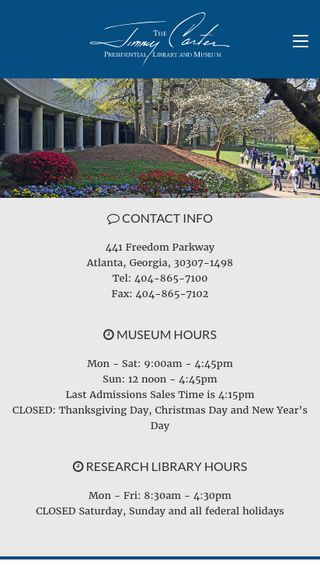 THE
Jimmy Carter
PRESIDENTIAL LIBRARY AND MUSEUM
CONTACT INFO
441 Freedom Parkway
Atlanta, Georgia, 30307-1498
Tel: 404-865-7100
Fax: 404-865-7102
MUSEUM HOURS
Mon - Sat: 9:00am - 4:45pm
Sun: 12 noon - 4:45pm
Last Admissions Sales Time is 4:15pm
CLOSED: Thanksgiving Day, Christmas Day and New Year's
Day
RESEARCH LIBRARY HOURS
Mon - Fri: 8:30am - 4:30pm
CLOSED Saturday, Sunday and all federal holidays